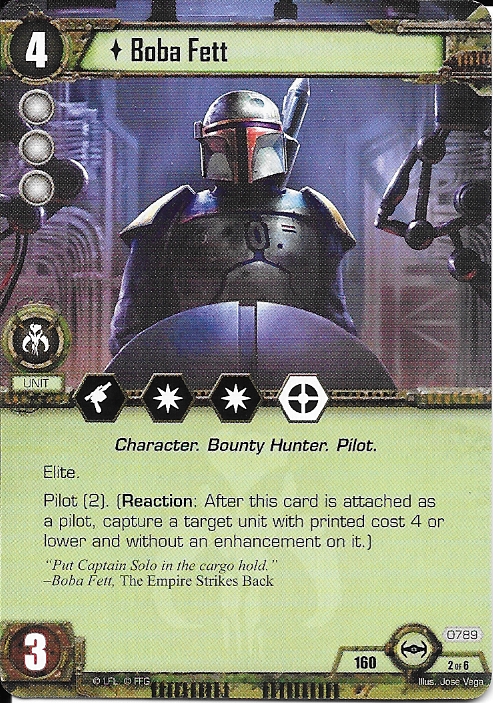 4
Boba Fett
UNIT
Character. Bounty Hunter. Pilot.
Elite.
Pilot (2). (Reaction: After this card is attached as
a pilot, capture a target unit with printed cost 4 or
lower and without an enhancement on it.)
“Put Captain Solo in the cargo hold.”
–Boba Fett, The Empire Strikes Back
3
0789
160
2 OF 6
© LFL © FFG
Illus. Jose Vega